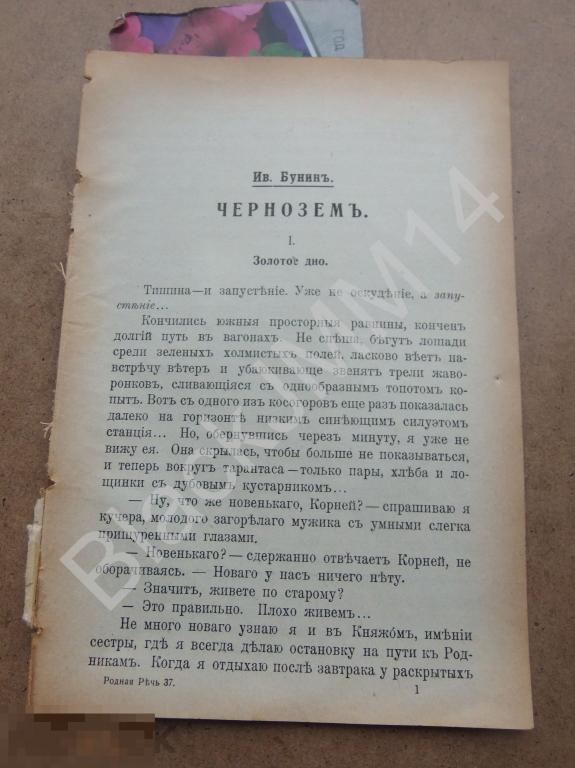 ГОД
Ив. Бунинъ.
ЧЕРНОЗЕМЪ.
I.
Золотое дно.
Тишина—и запустѣніе. Уже не оскудѣніе, а запу-
стѣніе...
Кончились южныя просторныя равнины, конченъ
долгій путь въ вагонахъ. Не спѣша, бѣгутъ лошади
среди зеленыхъ холмистыхъ полей, ласково вѣетъ на-
встрѣчу вѣтеръ и убаюкивающе звенятъ трели жаво-
ронковъ, сливающіяся съ однообразнымъ топотомъ ко-
пытъ. Вотъ съ одного изъ косогоровъ еще разъ показалась
далеко на горизонтѣ низкимъ синѣющимъ силуэтомъ
станція... Но, обернувшись черезъ минуту, я уже не
вижу ея. Она скрылась, чтобы больше не показываться,
и теперь вокругъ тарантаса—только пары, хлѣба и ло-
щинки съ дубовымъ кустарникомъ...
— Ну, что же новенькаго, Корней?—спрашиваю я
кучера, молодого загорѣлаго мужика съ умными слегка
прищуренными глазами.
— Новенькаго?—сдержанно отвѣчаетъ Корней, не
оборачиваясь. — Новаго у насъ ничего нѣту.
— Значитъ, живете по старому?
— Это правильно. Плохо живемъ...
Не много новаго узнаю я и въ Княжо́мъ, имѣніи
сестры, гдѣ я всегда дѣлаю остановку на пути къ Род-
никамъ. Когда я отдыхаю послѣ завтрака у раскрытыхъ
Родная Рѣчь 37.
1
BlackOMM14